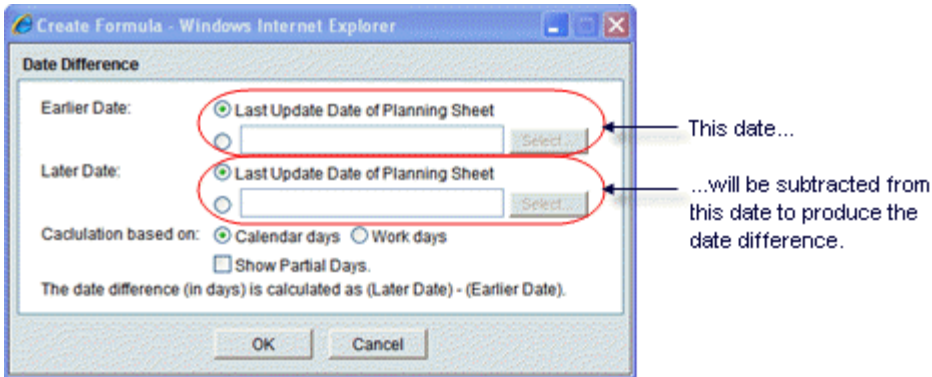 Create Formula - Windows Internet Explorer
Date Difference
Earlier Date:
Last Update Date of Planning Sheet
Select...
This date...
Later Date:
Last Update Date of Planning Sheet
Select...
...will be subtracted from
this date to produce the
date difference.
Caclulation based on:
Calendar days
Work days
Show Partial Days.
The date difference (in days) is calculated as (Later Date) - (Earlier Date).
OK
Cancel